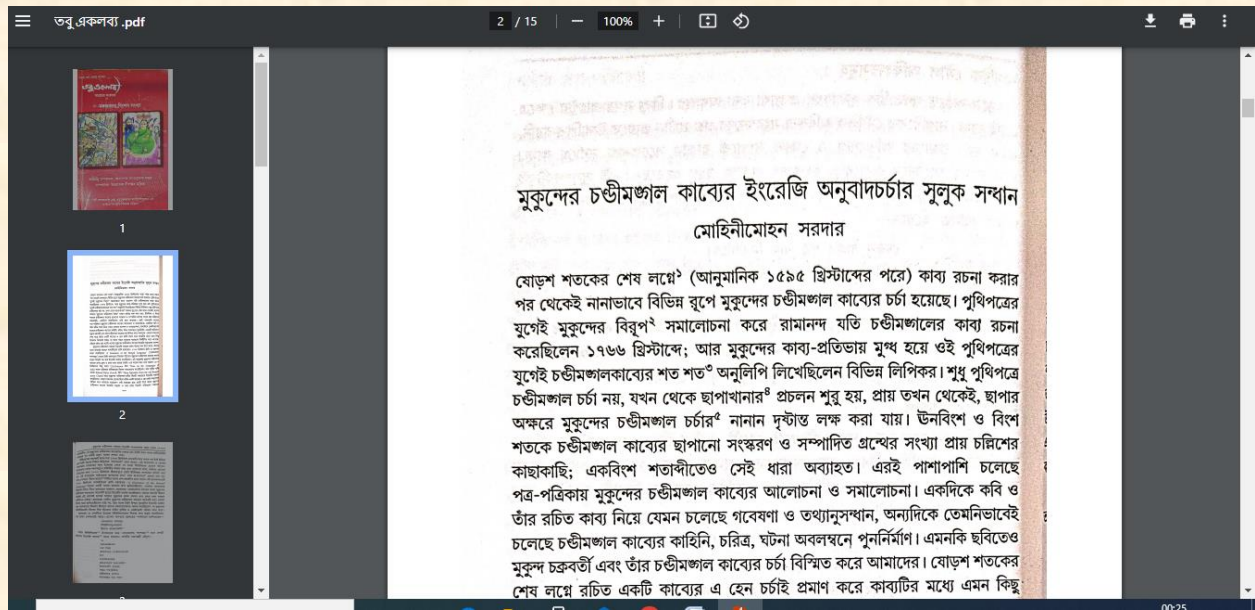 তবু একলব্য .pdf
2 / 15
100%
1
2
মুকুন্দের চণ্ডীমঙ্গল কাব্যের ইংরেজি অনুবাদচর্চার সুলুক সন্ধান
মোহিনীমোহন সরদার
ষোড়শ শতকের শেষ লগ্নে১ (আনুমানিক ১৫৯৫ খ্রিস্টাব্দের পরে) কাব্য রচনা করার
পর থেকেই নানাভাবে বিভিন্ন রূপে মুকুন্দের চণ্ডীমঙ্গল কাব্যের চর্চা হয়েছে। পুথিপত্রের
যুগেই মুকুন্দের বিরূপ২ সমালোচনা করে রামানন্দ যতি চণ্ডীমঙ্গলের কাব্য রচনা
করেছিলেন ১৭৬৬ খ্রিস্টাব্দে; আর মুকুন্দের কাব্য-প্রতিভায় মুগ্ধ হয়ে ওই পুথিপত্রের
যুগেই চণ্ডীমঙ্গলকাব্যের শত শত৩ অনুলিপি লিখেছিলেন বিভিন্ন লিপিকর। শুধু পুথিপত্রে
চণ্ডীমঙ্গল চর্চা নয়, যখন থেকে ছাপাখানার৪ প্রচলন শুরু হয়, প্রায় তখন থেকেই, ছাপার
অক্ষরে মুকুন্দের চণ্ডীমঙ্গল চর্চার৫ নানান দৃষ্টান্ত লক্ষ করা যায়। ঊনবিংশ ও বিংশ
শতকে চণ্ডীমঙ্গল কাব্যের ছাপানো সংস্করণ ও সম্পাদিত গ্রন্থের সংখ্যা প্রায় চল্লিশের
কাছাকাছি; একবিংশ শতাব্দীতেও সেই ধারা অব্যাহত। এরই পাশাপাশি চলেছে
পত্র-পত্রিকায় মুকুন্দের চণ্ডীমঙ্গল কাব্যের আলোচনা ও সমালোচনা। একদিকে কবি ও
তাঁর রচিত কাব্য নিয়ে যেমন চলেছে গবেষণা ও তথ্যানুসন্ধান, অন্যদিকে তেমনিভাবেই
চলেছে চণ্ডীমঙ্গল কাব্যের কাহিনি, চরিত্র, ঘটনা অবলম্বনে পুনর্নির্মাণ। এমনকি ছবিতেও
মুকুন্দ চক্রবর্তী এবং তাঁর চণ্ডীমঙ্গল কাব্যের চর্চা বিস্মিত করে আমাদের। ষোড়শ শতকের
শেষ লগ্নে রচিত একটি কাব্যের এ হেন চর্চাই প্রমাণ করে কাব্যটির মধ্যে এমন কিছু
00:25